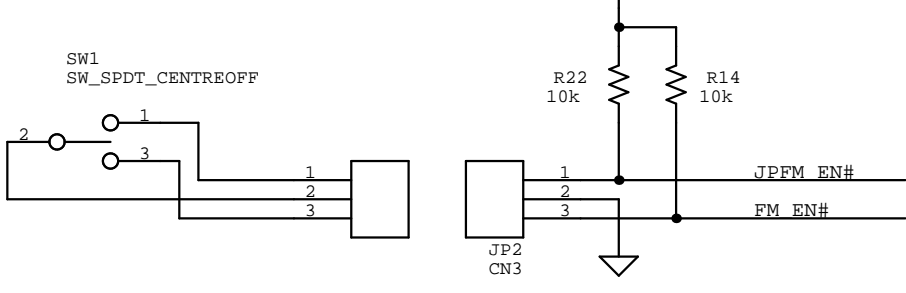 SW1
SW_SPDT_CENTREOFF
R22
10k
R14
10k
1
2
3
1
2
3
1
2
3
JPFM_EN#
FM_EN#
JP2
CN3